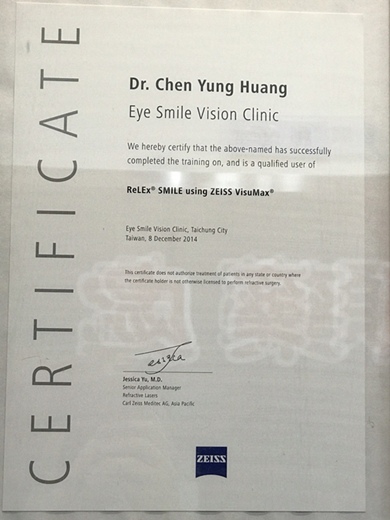 CERTIFICATE
Dr. Chen Yung Huang
Eye Smile Vision Clinic
We hereby certify that the above-named has successfully
completed the training on, and is a qualified user of
ReLEx® SMILE using ZEISS VisuMax®
Eye Smile Vision Clinic, Taichung City
Taiwan, 8 December 2014
This certificate does not authorise treatment of patients in any state or country where
the certificate holder is not otherwise licensed to perform refractive surgery.
Jessica Yu, M.D.
Senior Application Manager
Refractive Lasers
Carl Zeiss Meditec AG, Asia Pacific
ZEISS